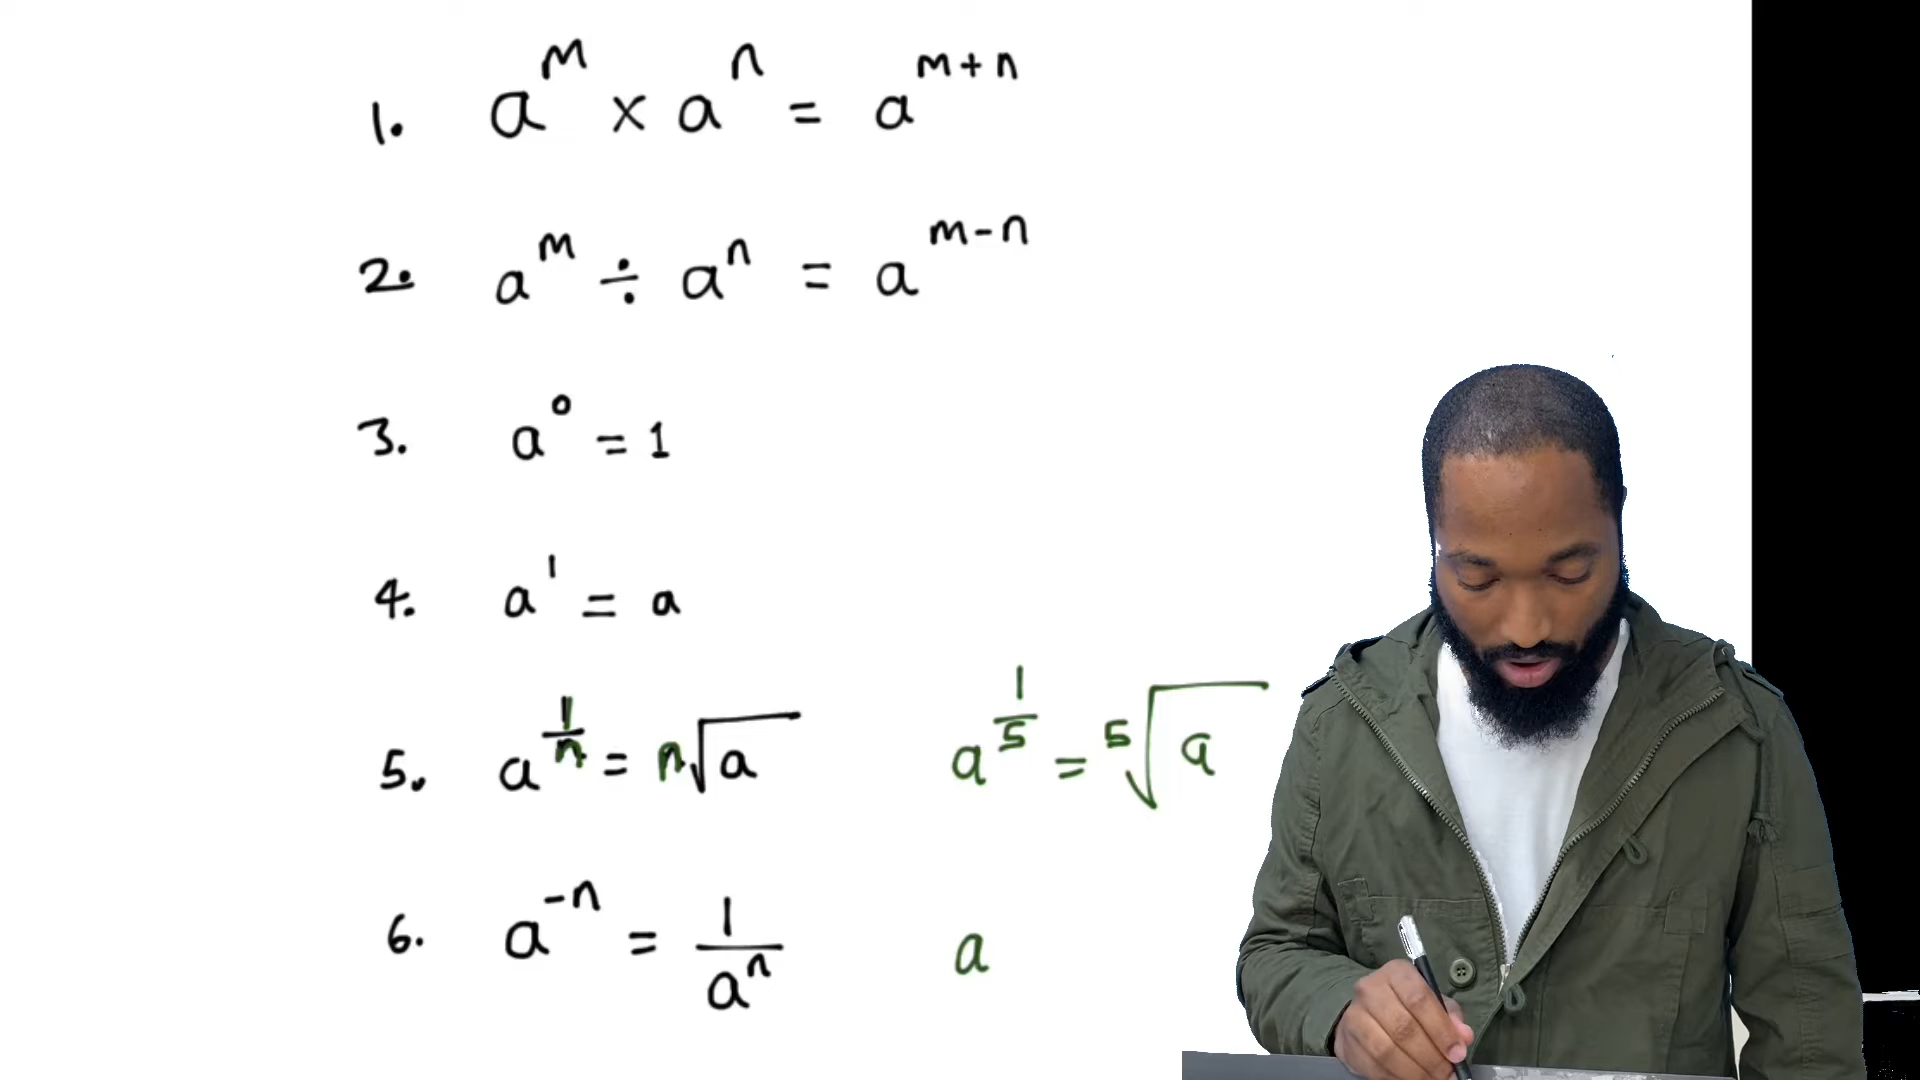 1. a^m × a^n = a^(m+n)
2. a^m ÷ a^n = a^(m-n)
3. a^0 = 1
4. a^1 = a
5. a^(1/n) = n√a a^(1/5) = 5√a
6. a^(-n) = 1/a^n a